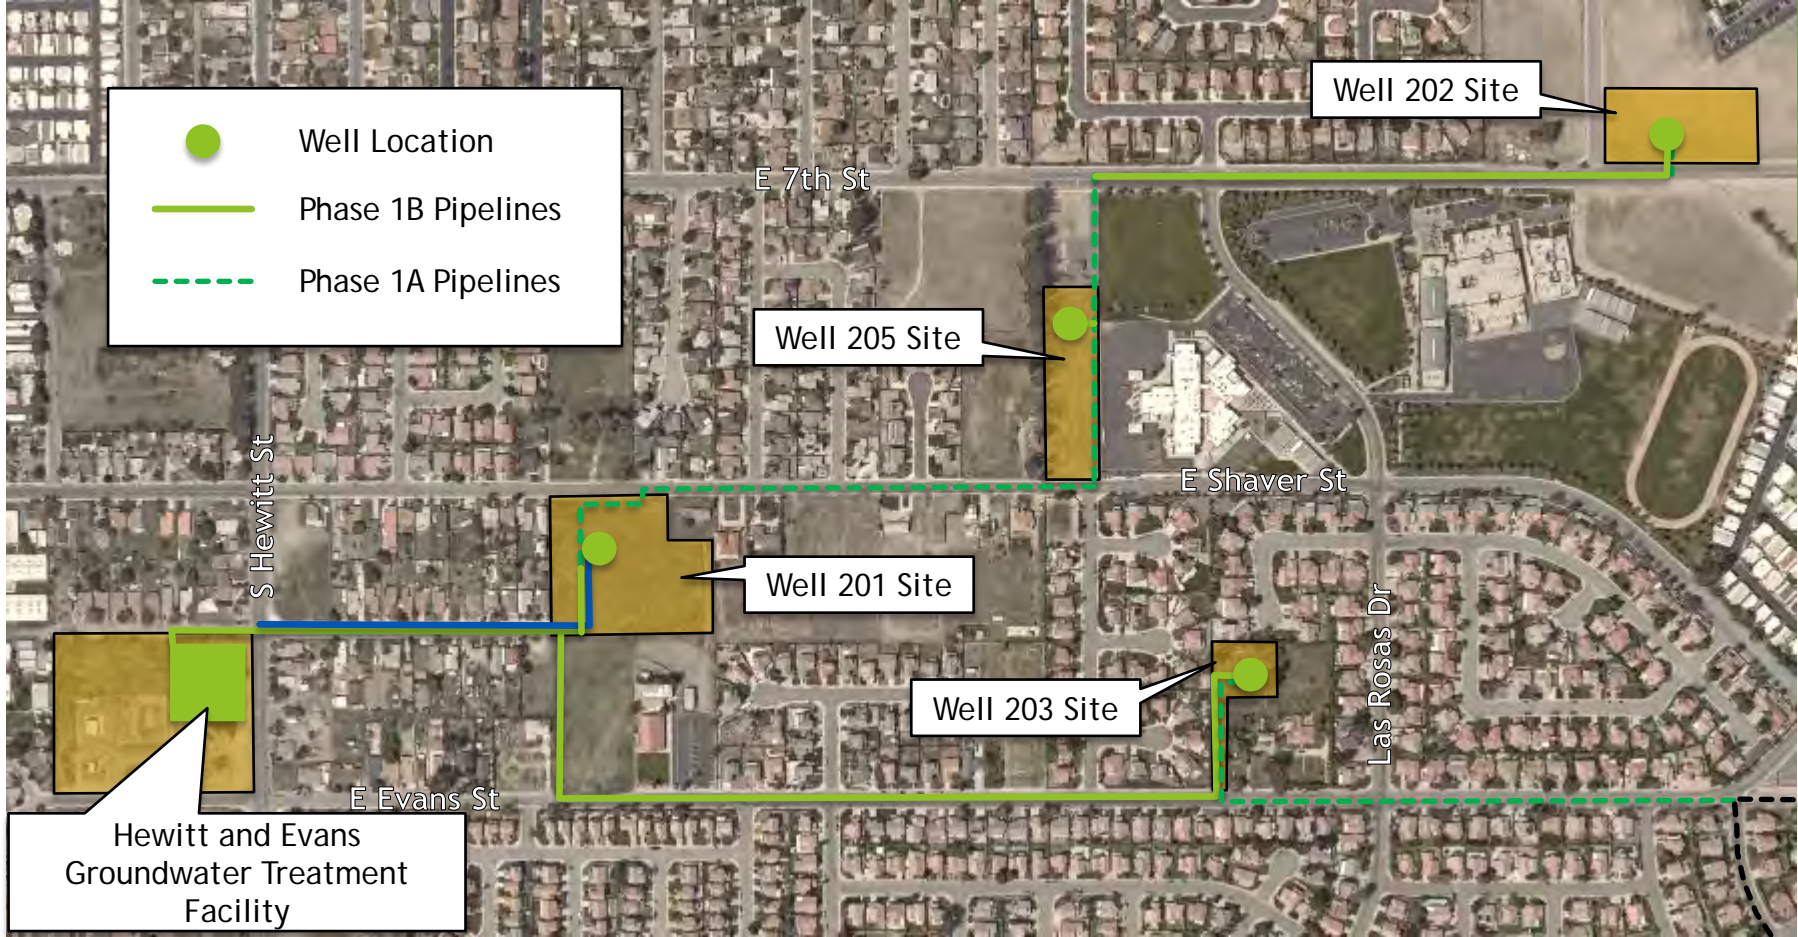 Well 202 Site
Well Location
E 7th St
Phase 1B Pipelines
Phase 1A Pipelines
Well 205 Site
S Hewitt St
E Shaver St
Well 201 Site
Las Rosas Dr
Well 203 Site
E Evans St
Hewitt and Evans
Groundwater Treatment
Facility